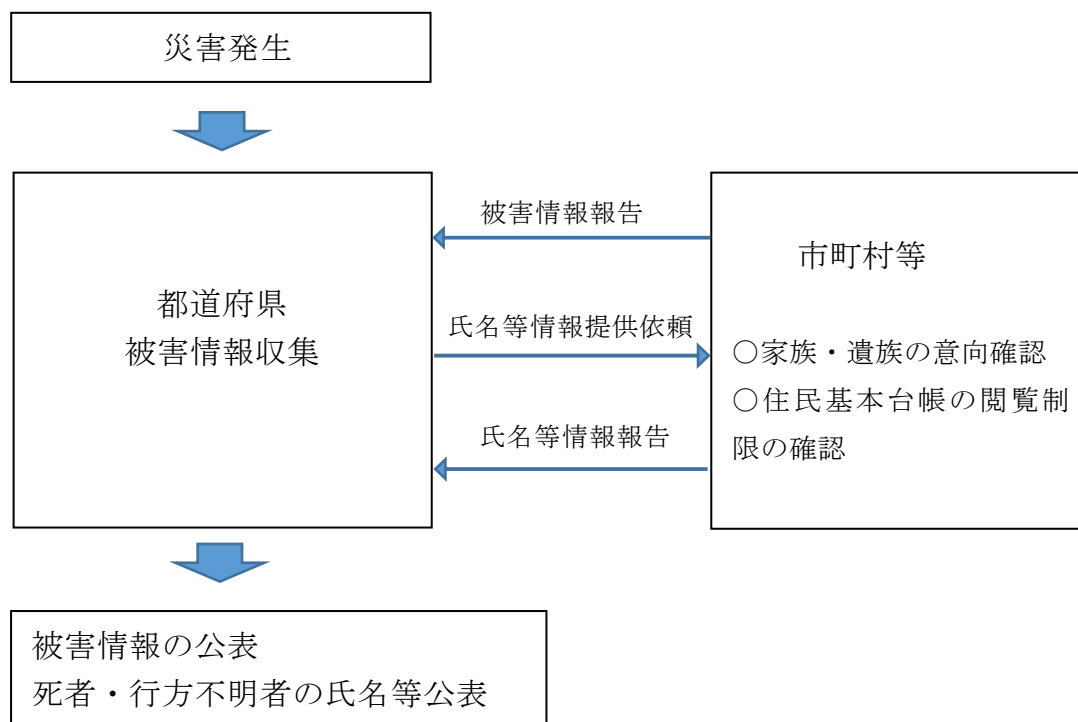 災害発生
都道府県
被害情報収集
被害情報報告
氏名等情報提供依頼
氏名等情報報告
市町村等
○家族・遺族の意向確認
○住民基本台帳の閲覧制
限の確認
被害情報の公表
死者・行方不明者の氏名等公表